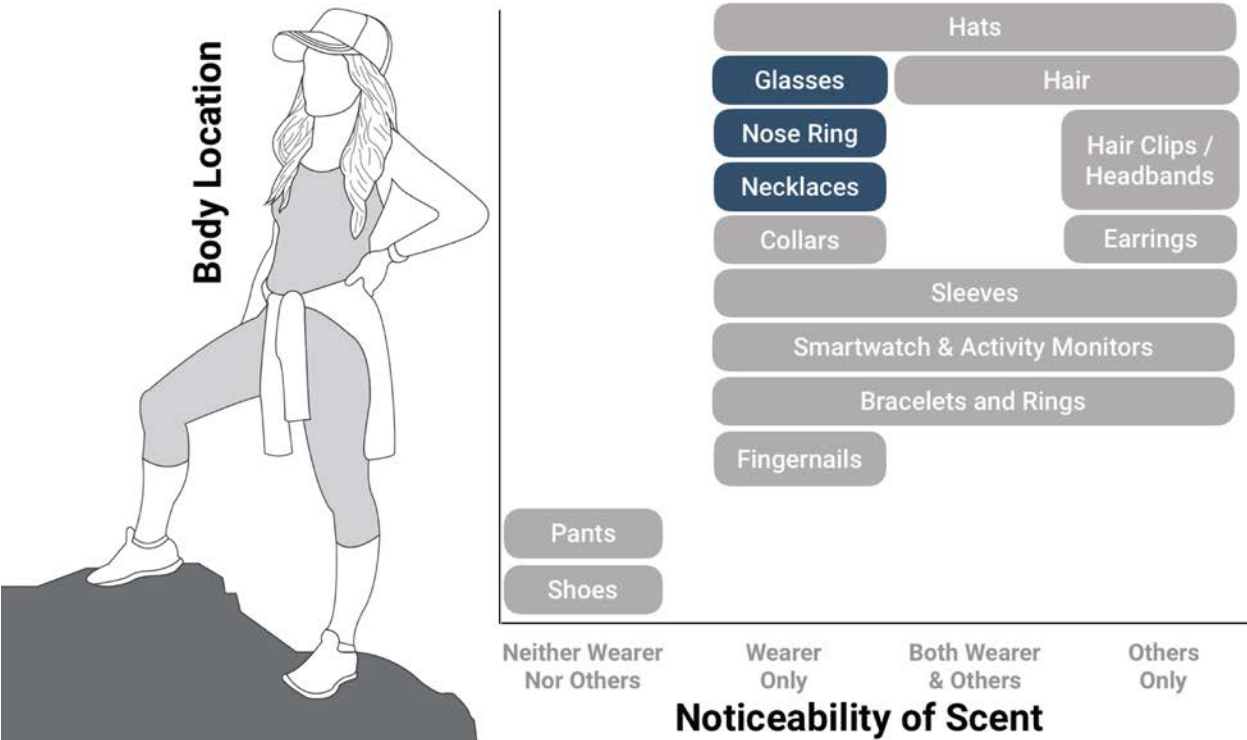 Body Location
Hats
Glasses
Hair
Nose Ring
Hair Clips /
Headbands
Necklaces
Collars
Earrings
Sleeves
Smartwatch & Activity Monitors
Bracelets and Rings
Fingernails
Pants
Shoes
Neither Wearer
Nor Others
Wearer
Only
Both Wearer
& Others
Others
Only
Noticeability of Scent